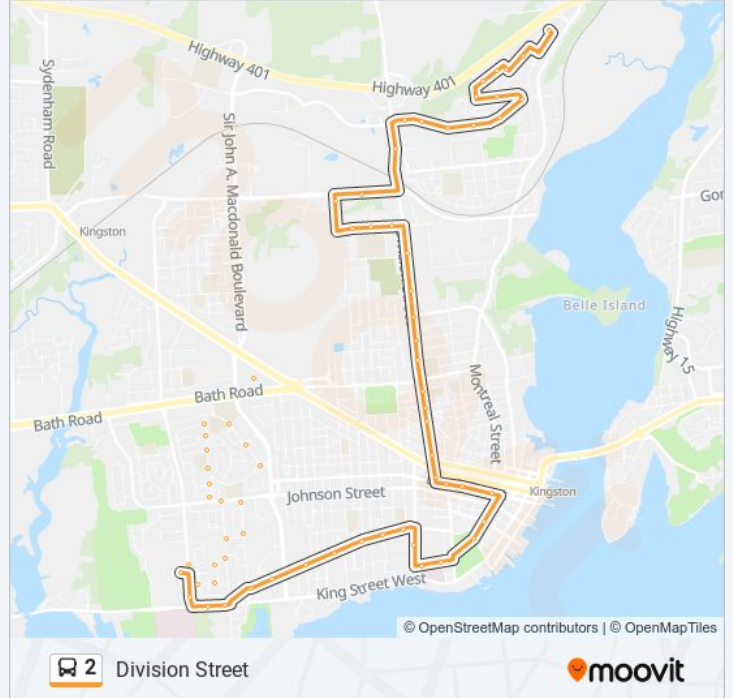 Highway 401
Highway 401
Sydenham Road
Sir John A. Macdonald Boulevard
Gor
Kingston
Belle Island
Highway 15
Montreal Street
Bath Road
Bath Road
Johnson Street
Kingston
King Street West
© OpenStreetMap contributors | © OpenMapTiles
2 Division Street
moovit